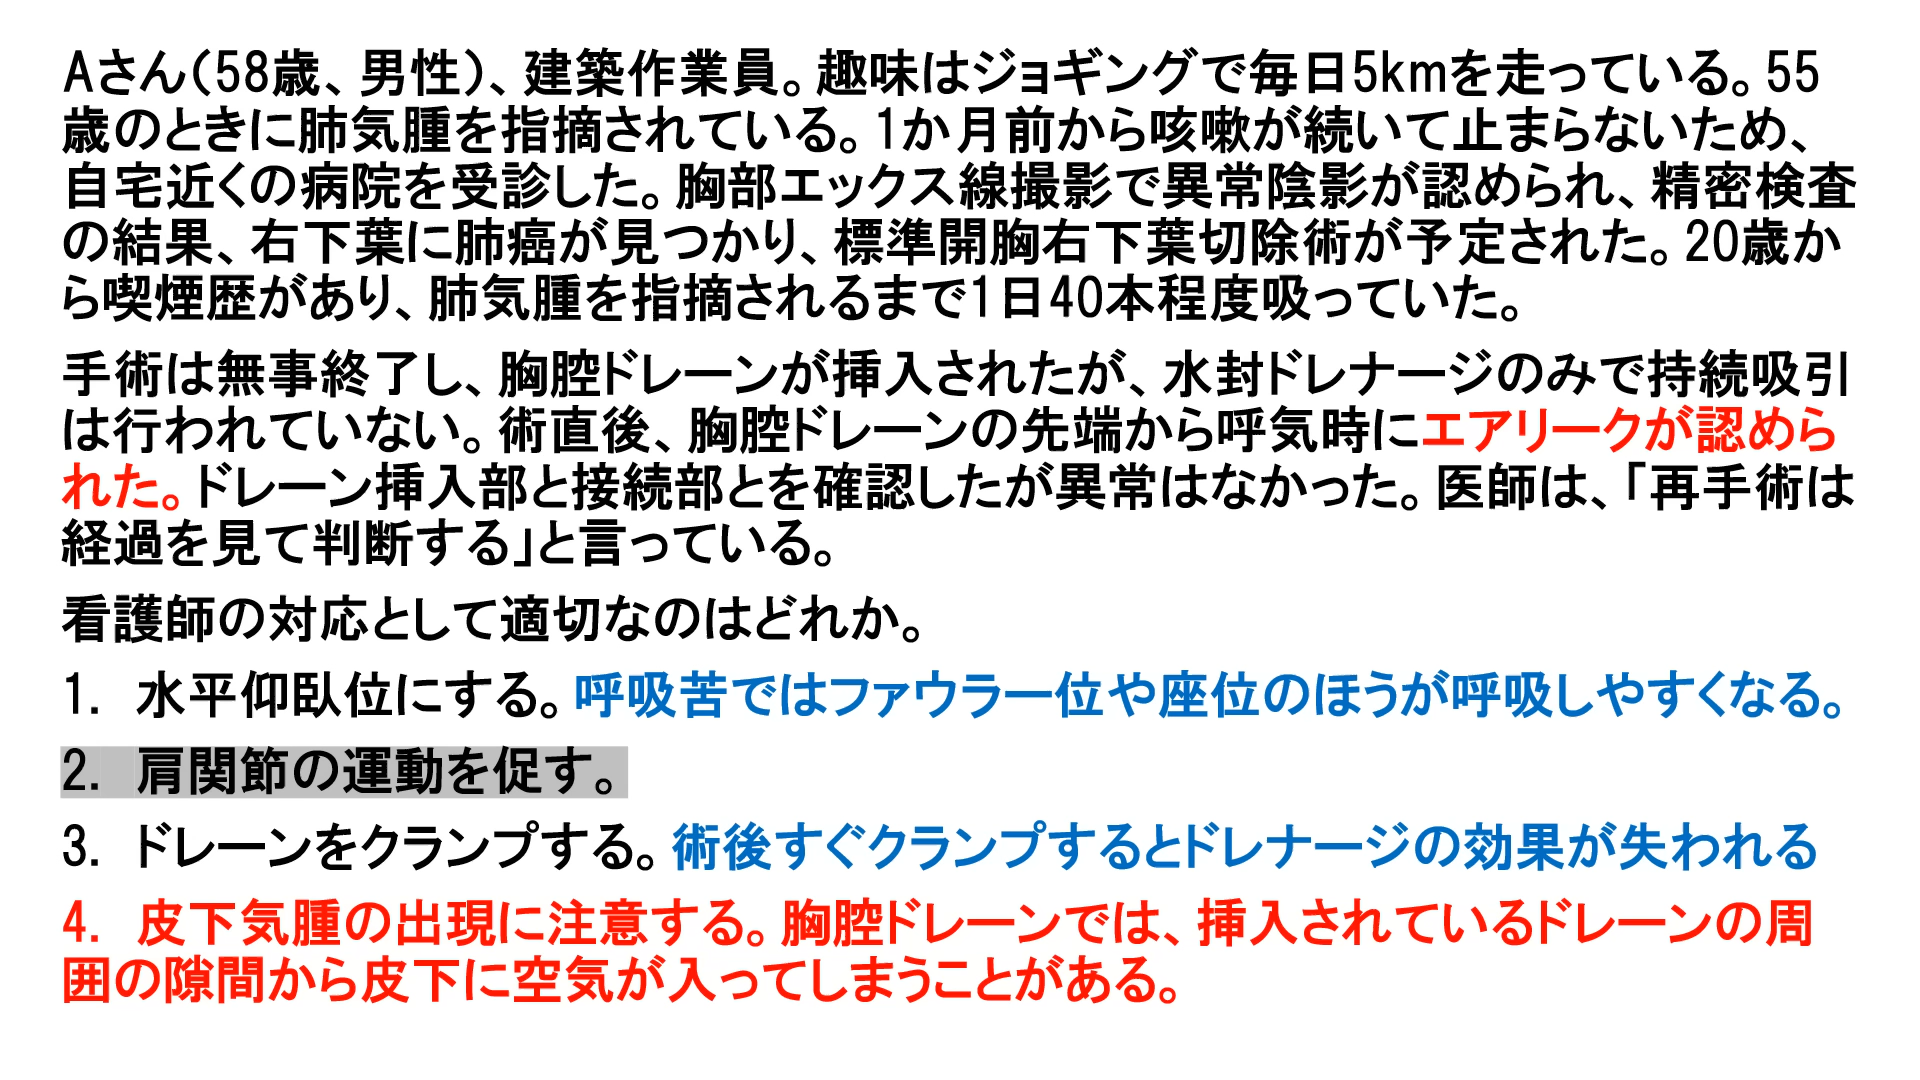 Aさん（58歳、男性）、建築作業員。趣味はジョギングで毎日5kmを走っている。55
歳のときに肺気腫を指摘されている。1か月前から咳嗽が続いて止まらないため、
自宅近くの病院を受診した。胸部エックス線撮影で異常陰影が認められ、精密検査
の結果、右下葉に肺癌が見つかり、標準開胸右下葉切除術が予定された。20歳か
ら喫煙歴があり、肺気腫を指摘されるまで1日40本程度吸っていた。
手術は無事終了し、胸腔ドレーンが挿入されたが、水封ドレナージのみで持続吸引
は行われていない。術直後、胸腔ドレーンの先端から呼気時にエアリークが認めら
れた。ドレーン挿入部と接続部とを確認したが異常はなかった。医師は、「再手術は
経過を見て判断する」と言っている。
看護師の対応として適切なのはどれか。
1. 水平仰臥位にする。呼吸苦ではファウラー位や座位のほうが呼吸しやすくなる。
2. 肩関節の運動を促す。
3. ドレーンをクランプする。術後すぐクランプするとドレナージの効果が失われる
4. 皮下気腫の出現に注意する。胸腔ドレーンでは、挿入されているドレーンの周
囲の隙間から皮下に空気が入ってしまうことがある。